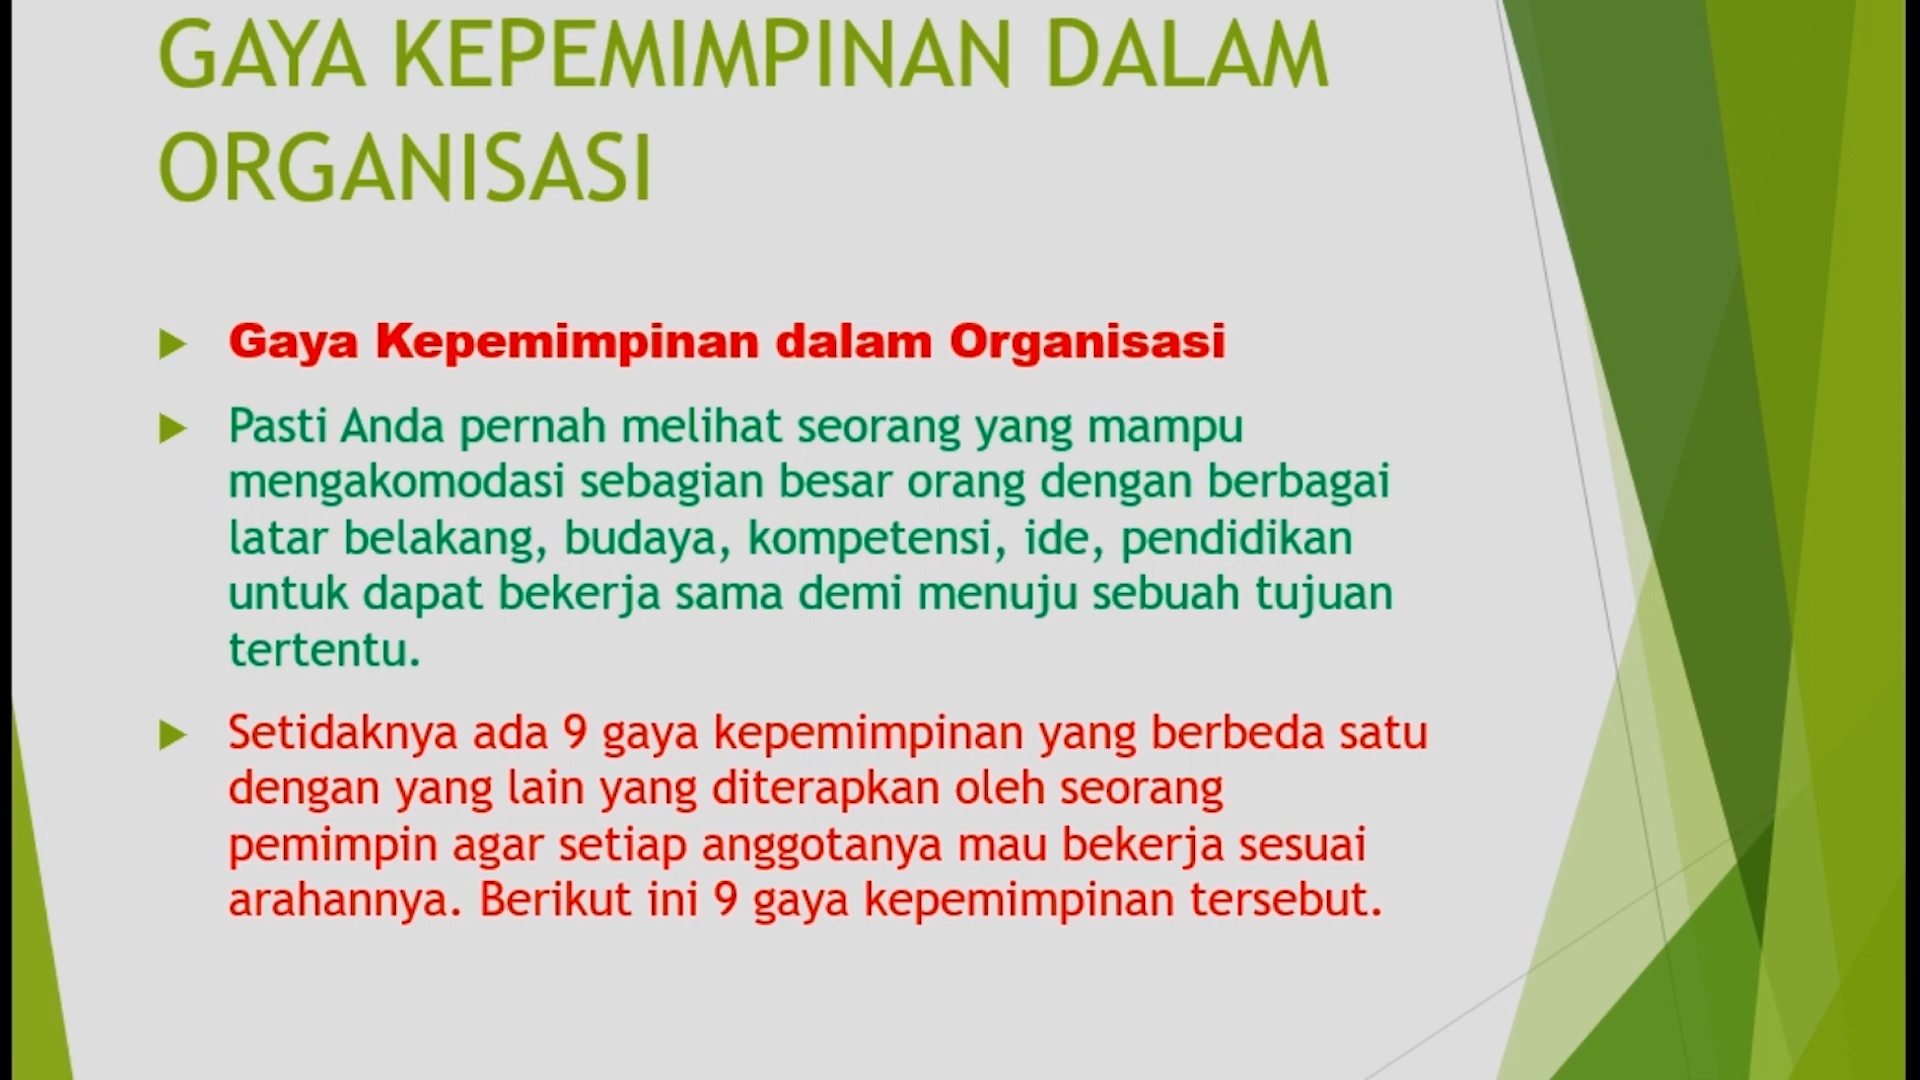 GAYA KEPEMIMPINAN DALAM
ORGANISASI
Gaya Kepemimpinan dalam Organisasi
Pasti Anda pernah melihat seorang yang mampu
mengakomodasi sebagian besar orang dengan berbagai
latar belakang, budaya, kompetensi, ide, pendidikan
untuk dapat bekerja sama demi menuju sebuah tujuan
tertentu.
Setidaknya ada 9 gaya kepemimpinan yang berbeda satu
dengan yang lain yang diterapkan oleh seorang
pemimpin agar setiap anggotanya mau bekerja sesuai
arahannya. Berikut ini 9 gaya kepemimpinan tersebut.